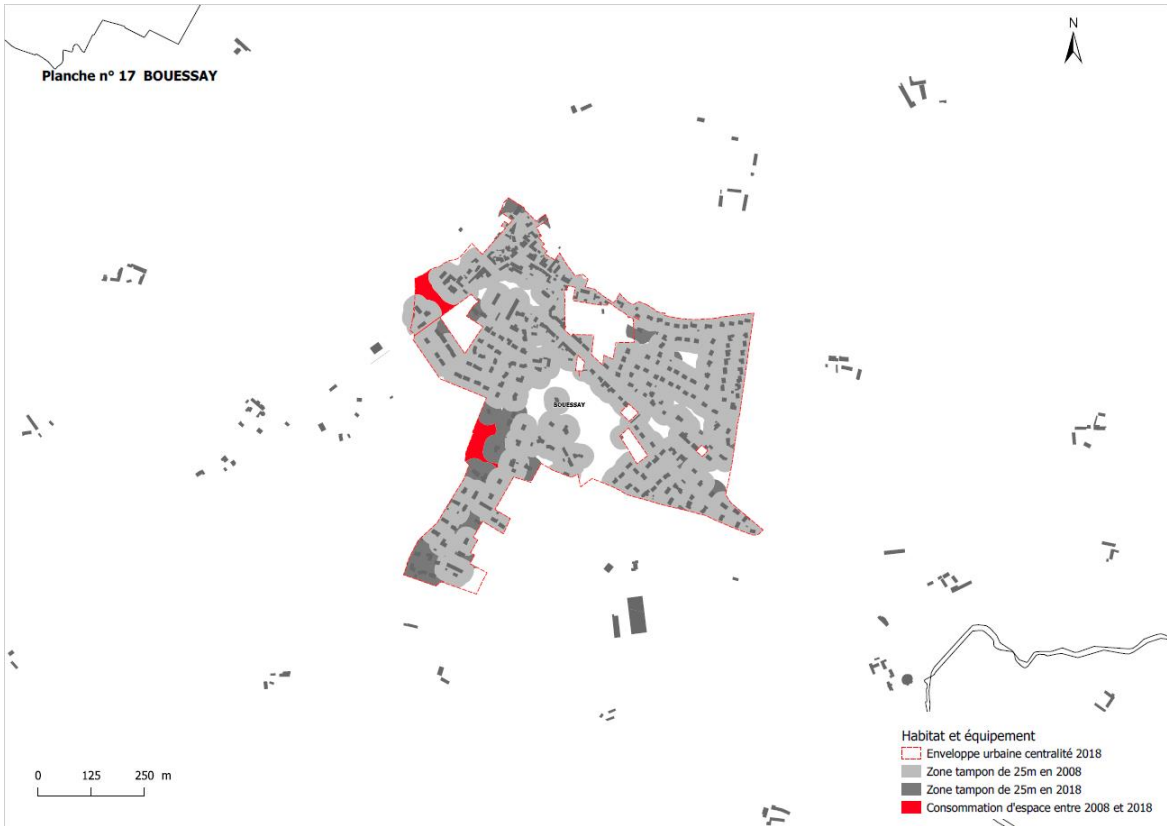 N
Planche n° 17 BOUESSAY
BOUESSAY
Habitat et équipement
Enveloppe urbaine centralité 2018
Zone tampon de 25m en 2008
Zone tampon de 25m en 2018
Consommation d'espace entre 2008 et 2018
0 125 250 m